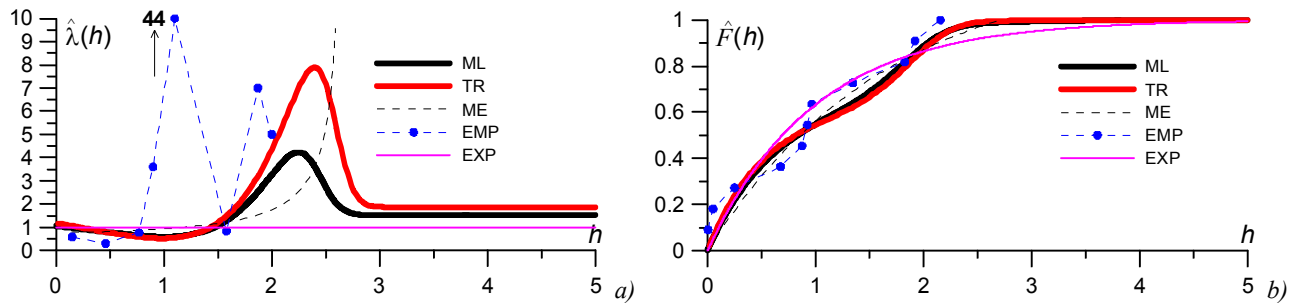 10
9
8
7
6
5
4
3
2
1
0
44
λ̂(h)
ML
TR
ME
EMP
EXP
h
0 1 2 3 4 5
a)
1
0.8
0.6
0.4
0.2
0
F̂(h)
ML
TR
ME
EMP
EXP
h
0 1 2 3 4 5
b)